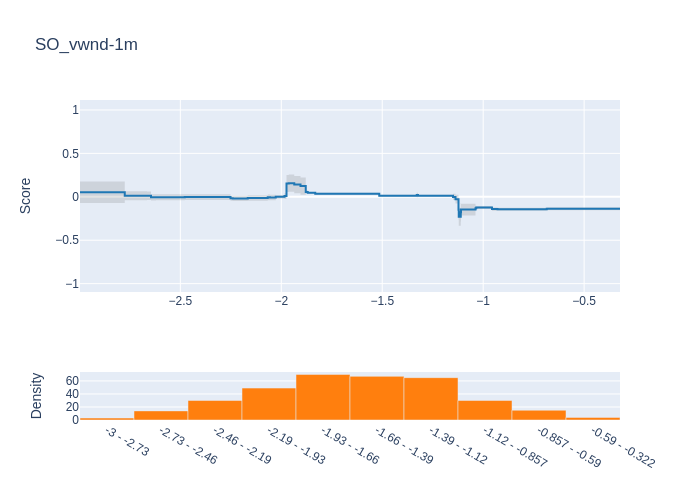 SO_vwnd-1m
Score
1
0.5
0
−0.5
−1
−2.5
−2
−1.5
−1
−0.5
Density
60
40
20
0
-3 - -2.73
-2.73 - -2.46
-2.46 - -2.19
-2.19 - -1.93
-1.93 - -1.66
-1.66 - -1.39
-1.39 - -1.12
-1.12 - -0.857
-0.857 - -0.59
-0.59 - -0.322